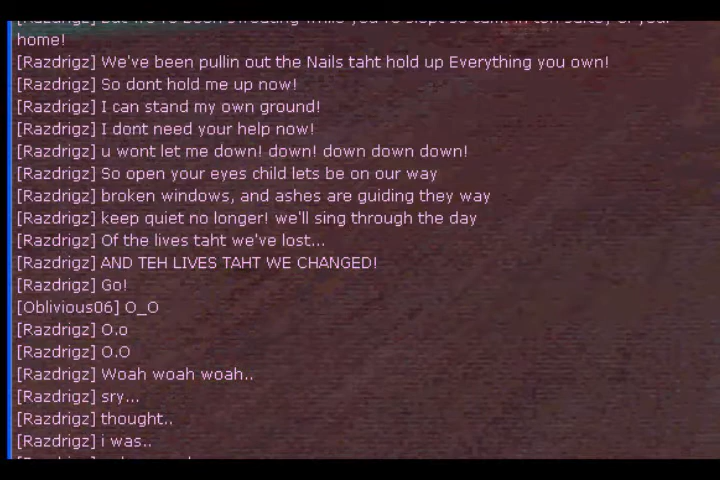 home!
[Razdrigz] We've been pullin out the Nails taht hold up Everything you own!
[Razdrigz] So dont hold me up now!
[Razdrigz] I can stand my own ground!
[Razdrigz] I dont need your help now!
[Razdrigz] u wont let me down! down! down down down!
[Razdrigz] So open your eyes child lets be on our way
[Razdrigz] broken windows, and ashes are guiding they way
[Razdrigz] keep quiet no longer! we'll sing through the day
[Razdrigz] Of the lives taht we've lost...
[Razdrigz] AND TEH LIVES TAHT WE CHANGED!
[Razdrigz] Go!
[Oblivious06] O_O
[Razdrigz] O.o
[Razdrigz] O.O
[Razdrigz] Woah woah woah..
[Razdrigz] sry...
[Razdrigz] thought..
[Razdrigz] i was..